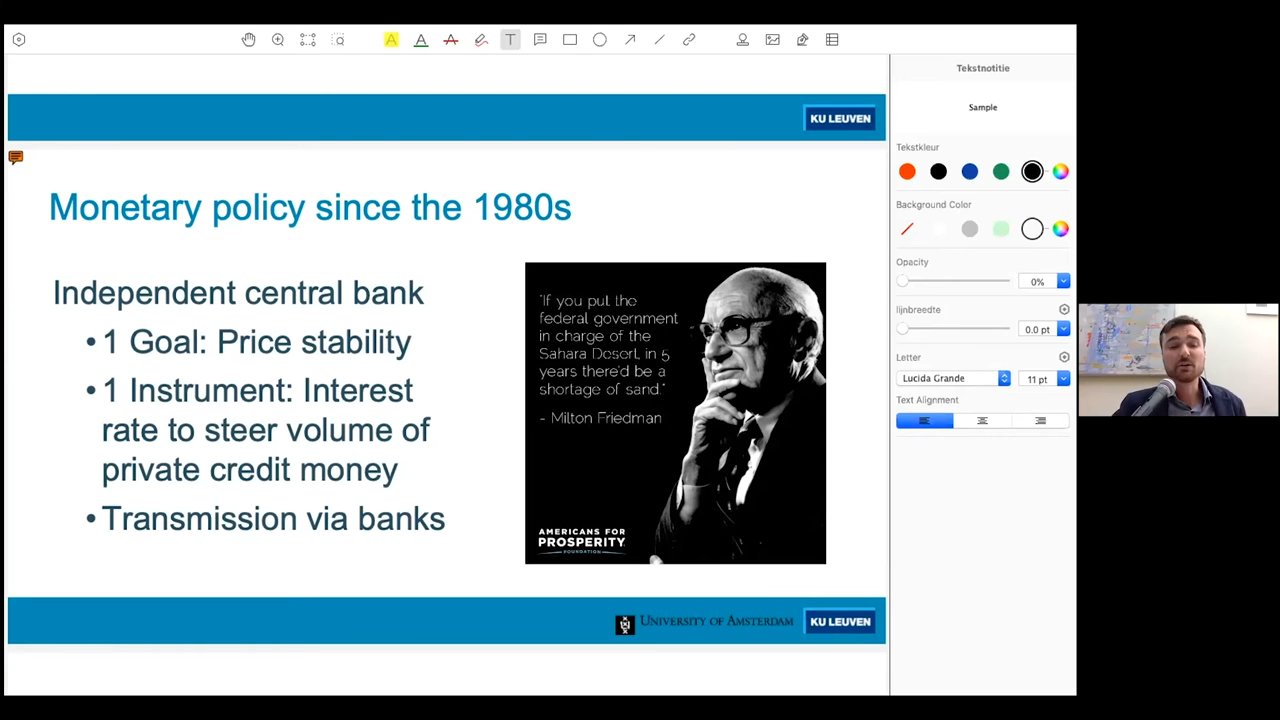 A
A
A
T
KU LEUVEN
Monetary policy since the 1980s
Independent central bank
•1 Goal: Price stability
•1 Instrument: Interest
rate to steer volume of
private credit money
•Transmission via banks
"If you put the
federal government
in charge of the
Sahara Desert, in 5
years there'd be a
shortage of sand."
- Milton Friedman
AMERICANS FOR
PROSPERITY
FOUNDATION
UNIVERSITY OF AMSTERDAM
KU LEUVEN
Tekstnotitie
Sample
Tekstkleur
Background Color
Opacity
0%
lijnbreedte
0.0 pt
Letter
Lucida Grande
11 pt
Text Alignment